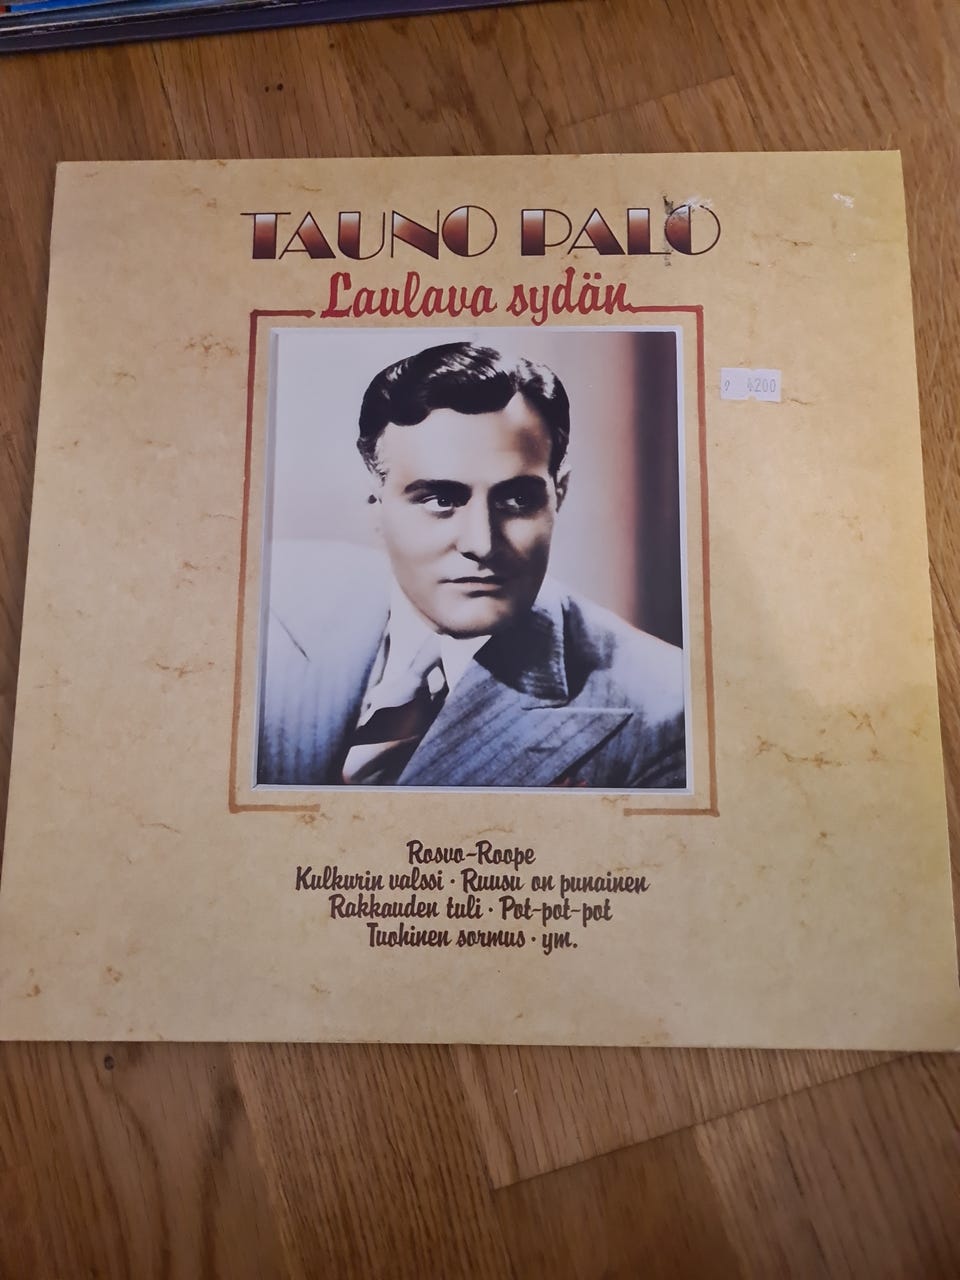 TAUNO PALO
Laulava sydän
4200
Rosvo-Roope
Kulkurin valssi · Ruusu on punainen
Rakkauden tuli · Pot-pot-pot
Tuohinen sormus · ym.